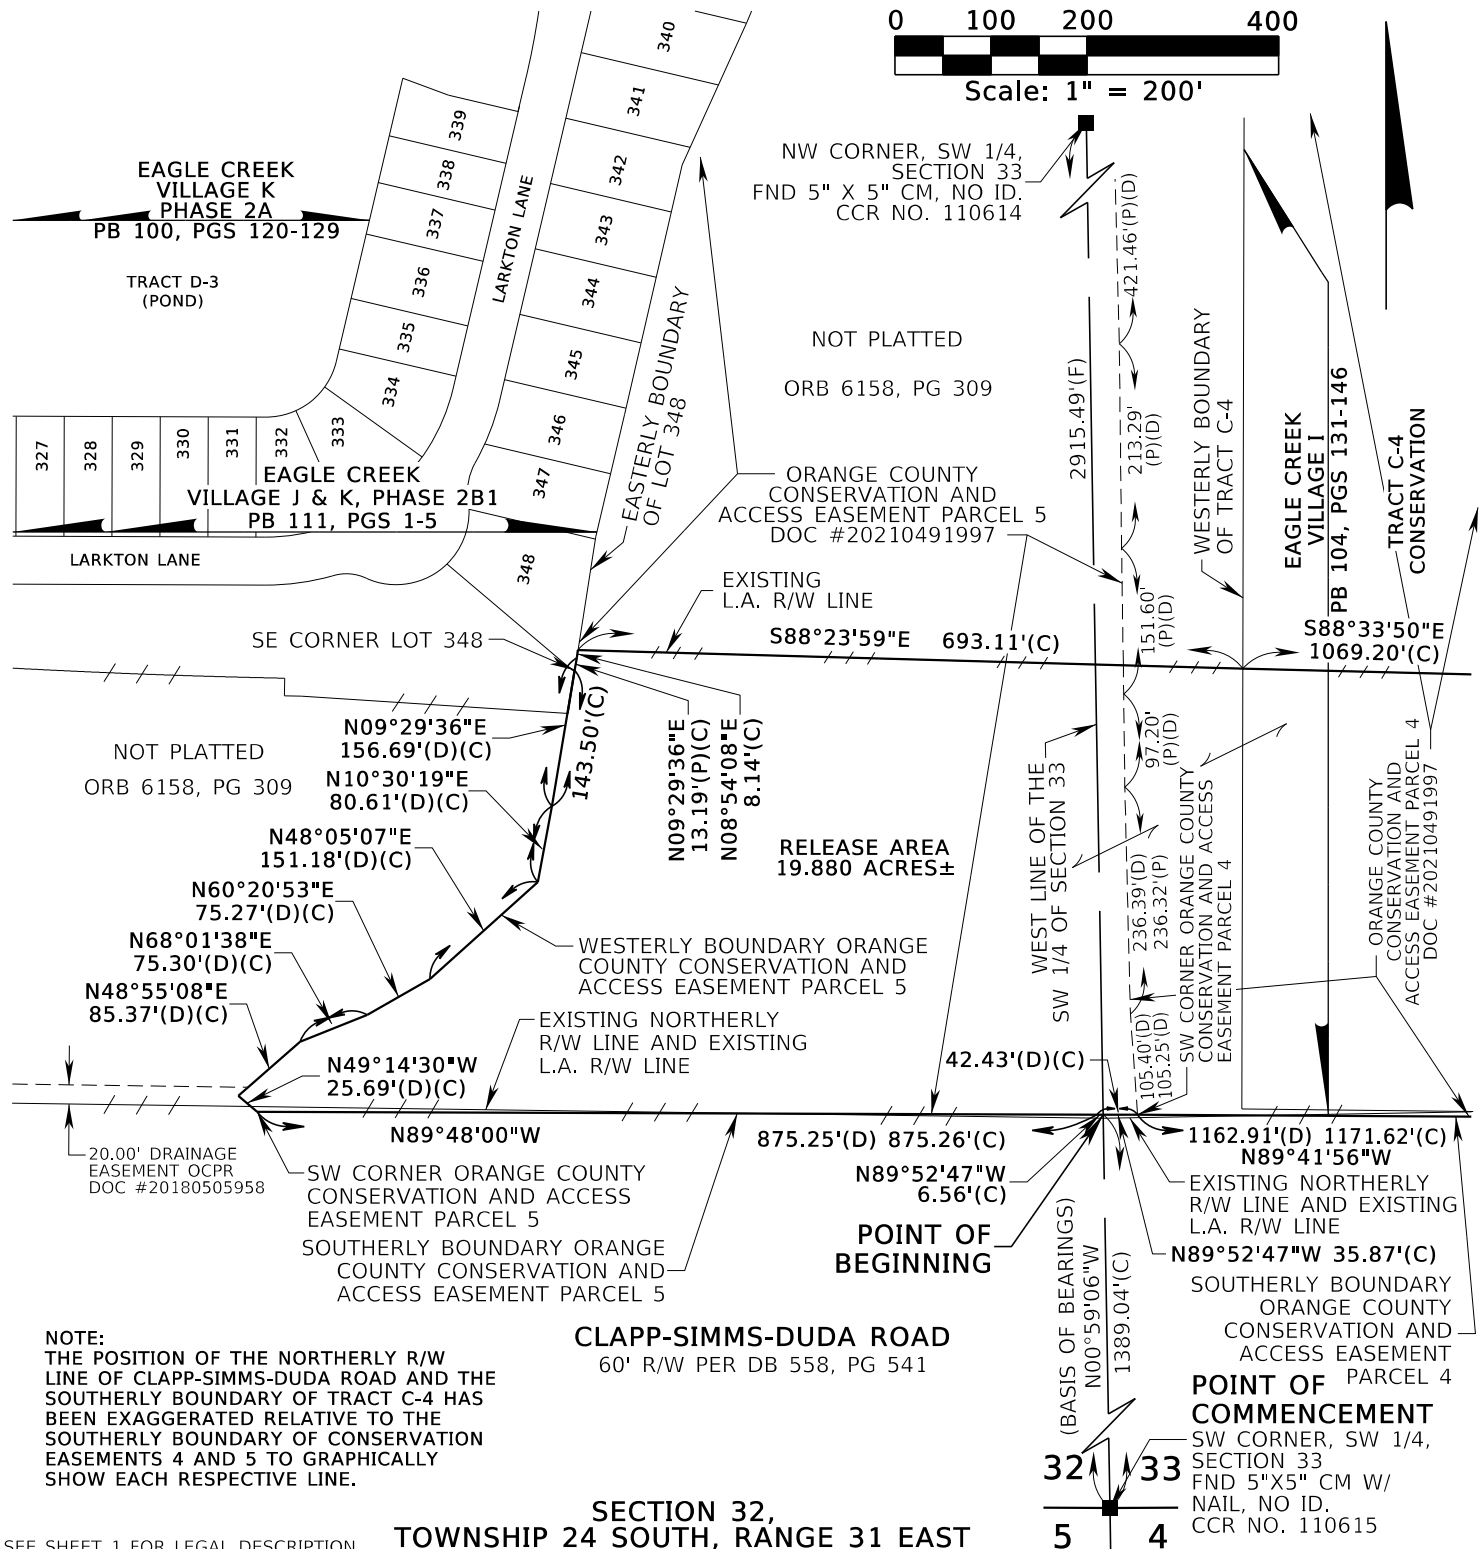 0 100 200 400
Scale: 1" = 200'
NW CORNER, SW 1/4,
SECTION 33
FND 5" X 5" CM, NO ID.
CCR NO. 110614
EAGLE CREEK
VILLAGE K
PHASE 2A
PB 100, PGS 120-129
TRACT D-3
(POND)
340
341
342
343
344
345
346
347
348
339
338
337
336
335
334
333
332
331
330
329
328
327
LARKTON LANE
EASTERLY BOUNDARY
OF LOT 348
NOT PLATTED
ORB 6158, PG 309
2915.49'(F)
421.46'(P)(D)
213.29'
(P)(D)
151.60'
(P)(D)
97.20'
(P)(D)
236.39'(D)
236.32'(P)
105.40'(D)
105.25'(D)
WESTERLY BOUNDARY
OF TRACT C-4
EAGLE CREEK
VILLAGE I
PB 104, PGS 131-146
TRACT C-4
CONSERVATION
EAGLE CREEK
VILLAGE J & K, PHASE 2B1
PB 111, PGS 1-5
LARKTON LANE
ORANGE COUNTY
CONSERVATION AND
ACCESS EASEMENT PARCEL 5
DOC #20210491997
EXISTING
L.A. R/W LINE
SE CORNER LOT 348
S88°23'59"E 693.11'(C)
S88°33'50"E
1069.20'(C)
NOT PLATTED
ORB 6158, PG 309
N09°29'36"E
156.69'(D)(C)
N10°30'19"E
80.61'(D)(C)
N48°05'07"E
151.18'(D)(C)
N60°20'53"E
75.27'(D)(C)
N68°01'38"E
75.30'(D)(C)
N48°55'08"E
85.37'(D)(C)
143.50'(C)
N09°29'36"E
13.19'(P)(C)
N08°54'08"E
8.14'(C)
RELEASE AREA
19.880 ACRES±
WEST LINE OF THE
SW 1/4 OF SECTION 33
SW CORNER ORANGE COUNTY
CONSERVATION AND ACCESS
EASEMENT PARCEL 4
ORANGE COUNTY
CONSERVATION AND
ACCESS EASEMENT PARCEL 4
DOC #20210491997
WESTERLY BOUNDARY ORANGE
COUNTY CONSERVATION AND
ACCESS EASEMENT PARCEL 5
EXISTING NORTHERLY
R/W LINE AND EXISTING
L.A. R/W LINE
N49°14'30"W
25.69'(D)(C)
42.43'(D)(C)
N89°48'00"W
875.25'(D) 875.26'(C)
1162.91'(D) 1171.62'(C)
N89°41'56"W
20.00' DRAINAGE
EASEMENT OCPR
DOC #20180505958
SW CORNER ORANGE COUNTY
CONSERVATION AND ACCESS
EASEMENT PARCEL 5
N89°52'47"W
6.56'(C)
EXISTING NORTHERLY
R/W LINE AND EXISTING
L.A. R/W LINE
POINT OF
BEGINNING
N89°52'47"W 35.87'(C)
SOUTHERLY BOUNDARY ORANGE
COUNTY CONSERVATION AND
ACCESS EASEMENT PARCEL 5
(BASIS OF BEARINGS)
N00°59'06"W
1389.04'(C)
SOUTHERLY BOUNDARY
ORANGE COUNTY
CONSERVATION AND
ACCESS EASEMENT
PARCEL 4
NOTE:
THE POSITION OF THE NORTHERLY R/W
LINE OF CLAPP-SIMMS-DUDA ROAD AND THE
SOUTHERLY BOUNDARY OF TRACT C-4 HAS
BEEN EXAGGERATED RELATIVE TO THE
SOUTHERLY BOUNDARY OF CONSERVATION
EASEMENTS 4 AND 5 TO GRAPHICALLY
SHOW EACH RESPECTIVE LINE.
CLAPP-SIMMS-DUDA ROAD
60' R/W PER DB 558, PG 541
POINT OF
COMMENCEMENT
SW CORNER, SW 1/4,
SECTION 33
FND 5"X5" CM W/
NAIL, NO ID.
CCR NO. 110615
32 33
5 4
SECTION 32,
TOWNSHIP 24 SOUTH, RANGE 31 EAST
SEE SHEET 1 FOR LEGAL DESCRIPTION